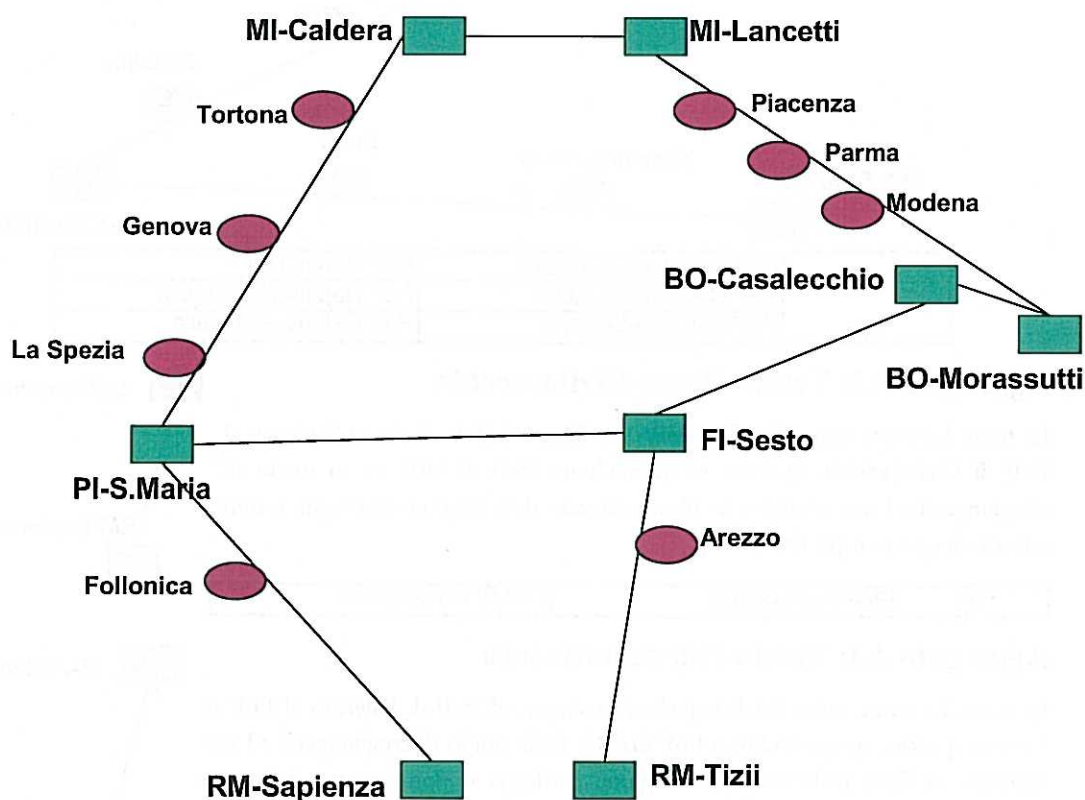 MI-Caldera
MI-Lancetti
Tortona
Piacenza
Parma
Modena
Genova
BO-Casalecchio
La Spezia
BO-Morassutti
FI-Sesto
PI-S.Maria
Arezzo
Follonica
RM-Sapienza
RM-Tizii